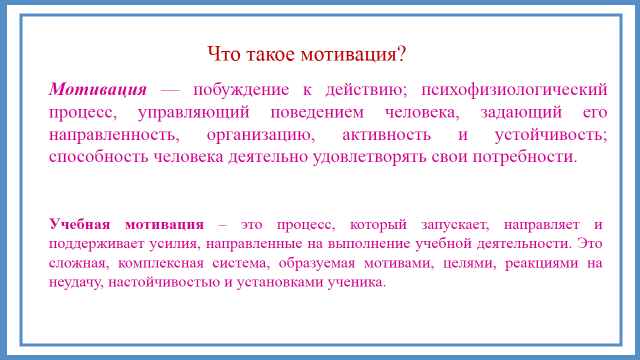 Что такое мотивация?
Мотивация — побуждение к действию; психофизиологический
процесс, управляющий поведением человека, задающий его
направленность, организацию, активность и устойчивость;
способность человека деятельно удовлетворять свои потребности.
Учебная мотивация – это процесс, который запускает, направляет и
поддерживает усилия, направленные на выполнение учебной деятельности. Это
сложная, комплексная система, образуемая мотивами, целями, реакциями на
неудачу, настойчивостью и установками ученика.